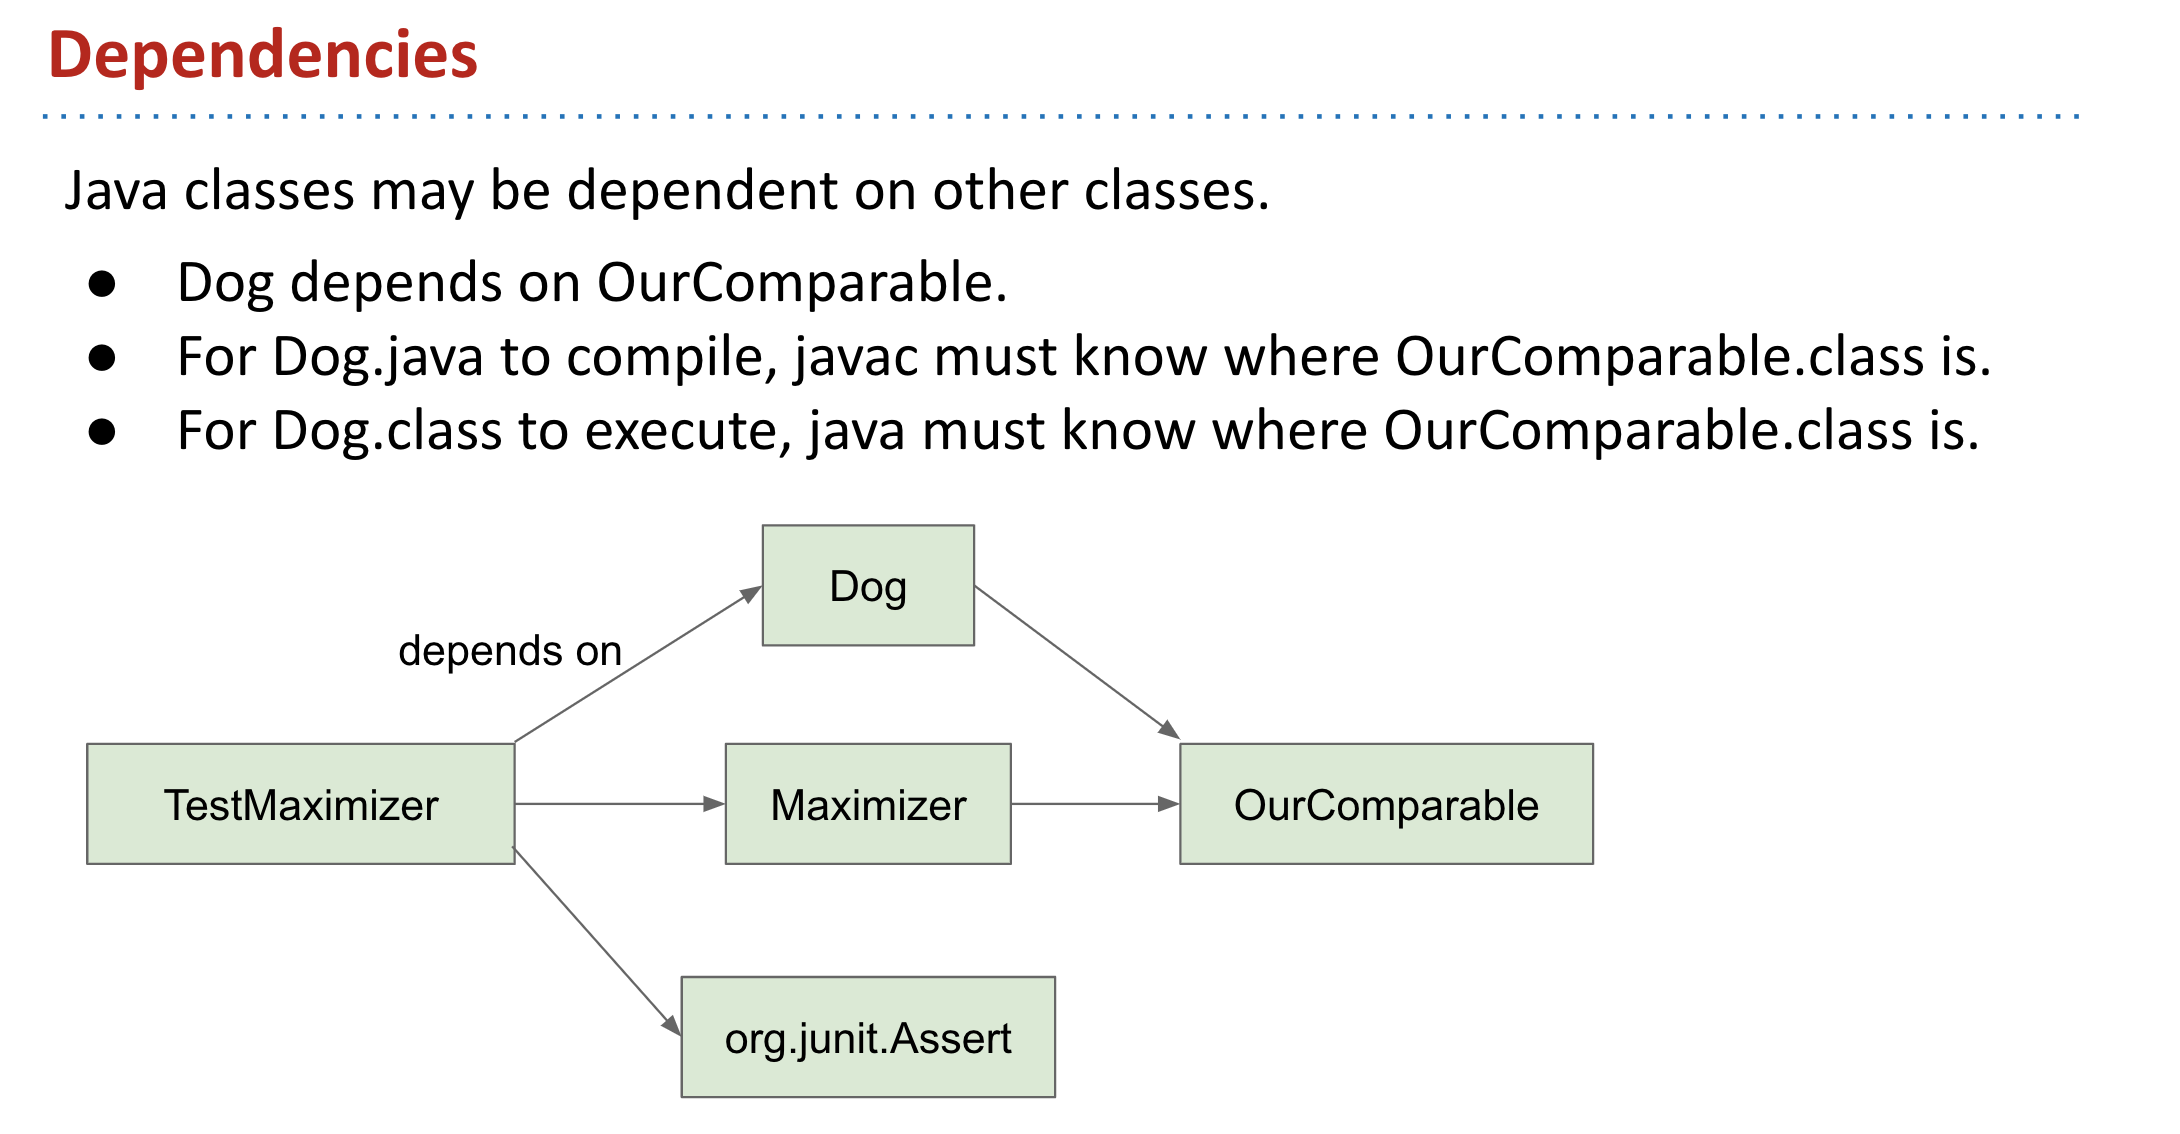 Dependencies
Java classes may be dependent on other classes.
● Dog depends on OurComparable.
● For Dog.java to compile, javac must know where OurComparable.class is.
● For Dog.class to execute, java must know where OurComparable.class is.
Dog
depends on
TestMaximizer
Maximizer
OurComparable
org.junit.Assert